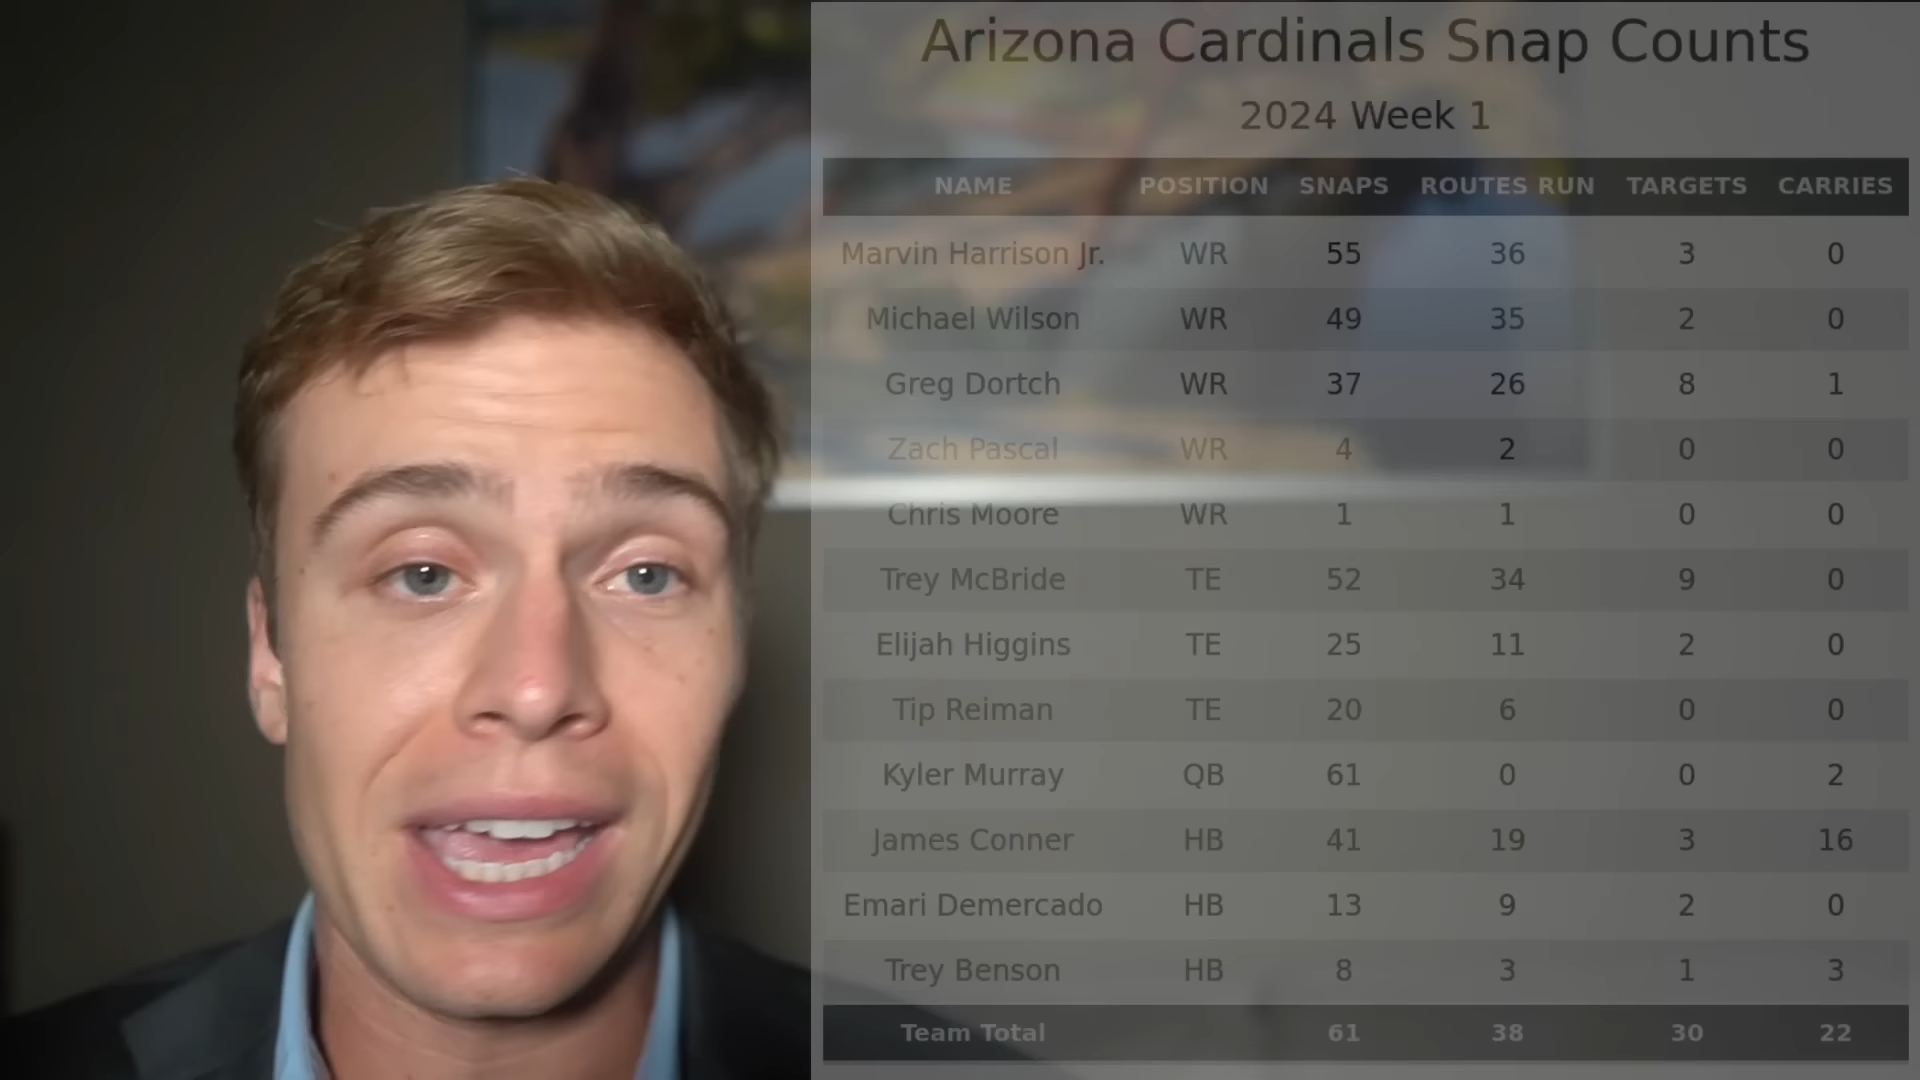 Arizona Cardinals Snap Counts
2024 Week 1
NAME POSITION SNAPS ROUTES RUN TARGETS CARRIES
Marvin Harrison Jr. WR 55 36 3 0
Michael Wilson WR 49 35 2 0
Greg Dortch WR 37 26 8 1
Zach Pascal WR 4 2 0 0
Chris Moore WR 1 1 0 0
Trey McBride TE 52 34 9 0
Elijah Higgins TE 25 11 2 0
Tip Reiman TE 20 6 0 0
Kyler Murray QB 61 0 0 2
James Conner HB 41 19 3 16
Emari Demercado HB 13 9 2 0
Trey Benson HB 8 3 1 3
Team Total 61 38 30 22